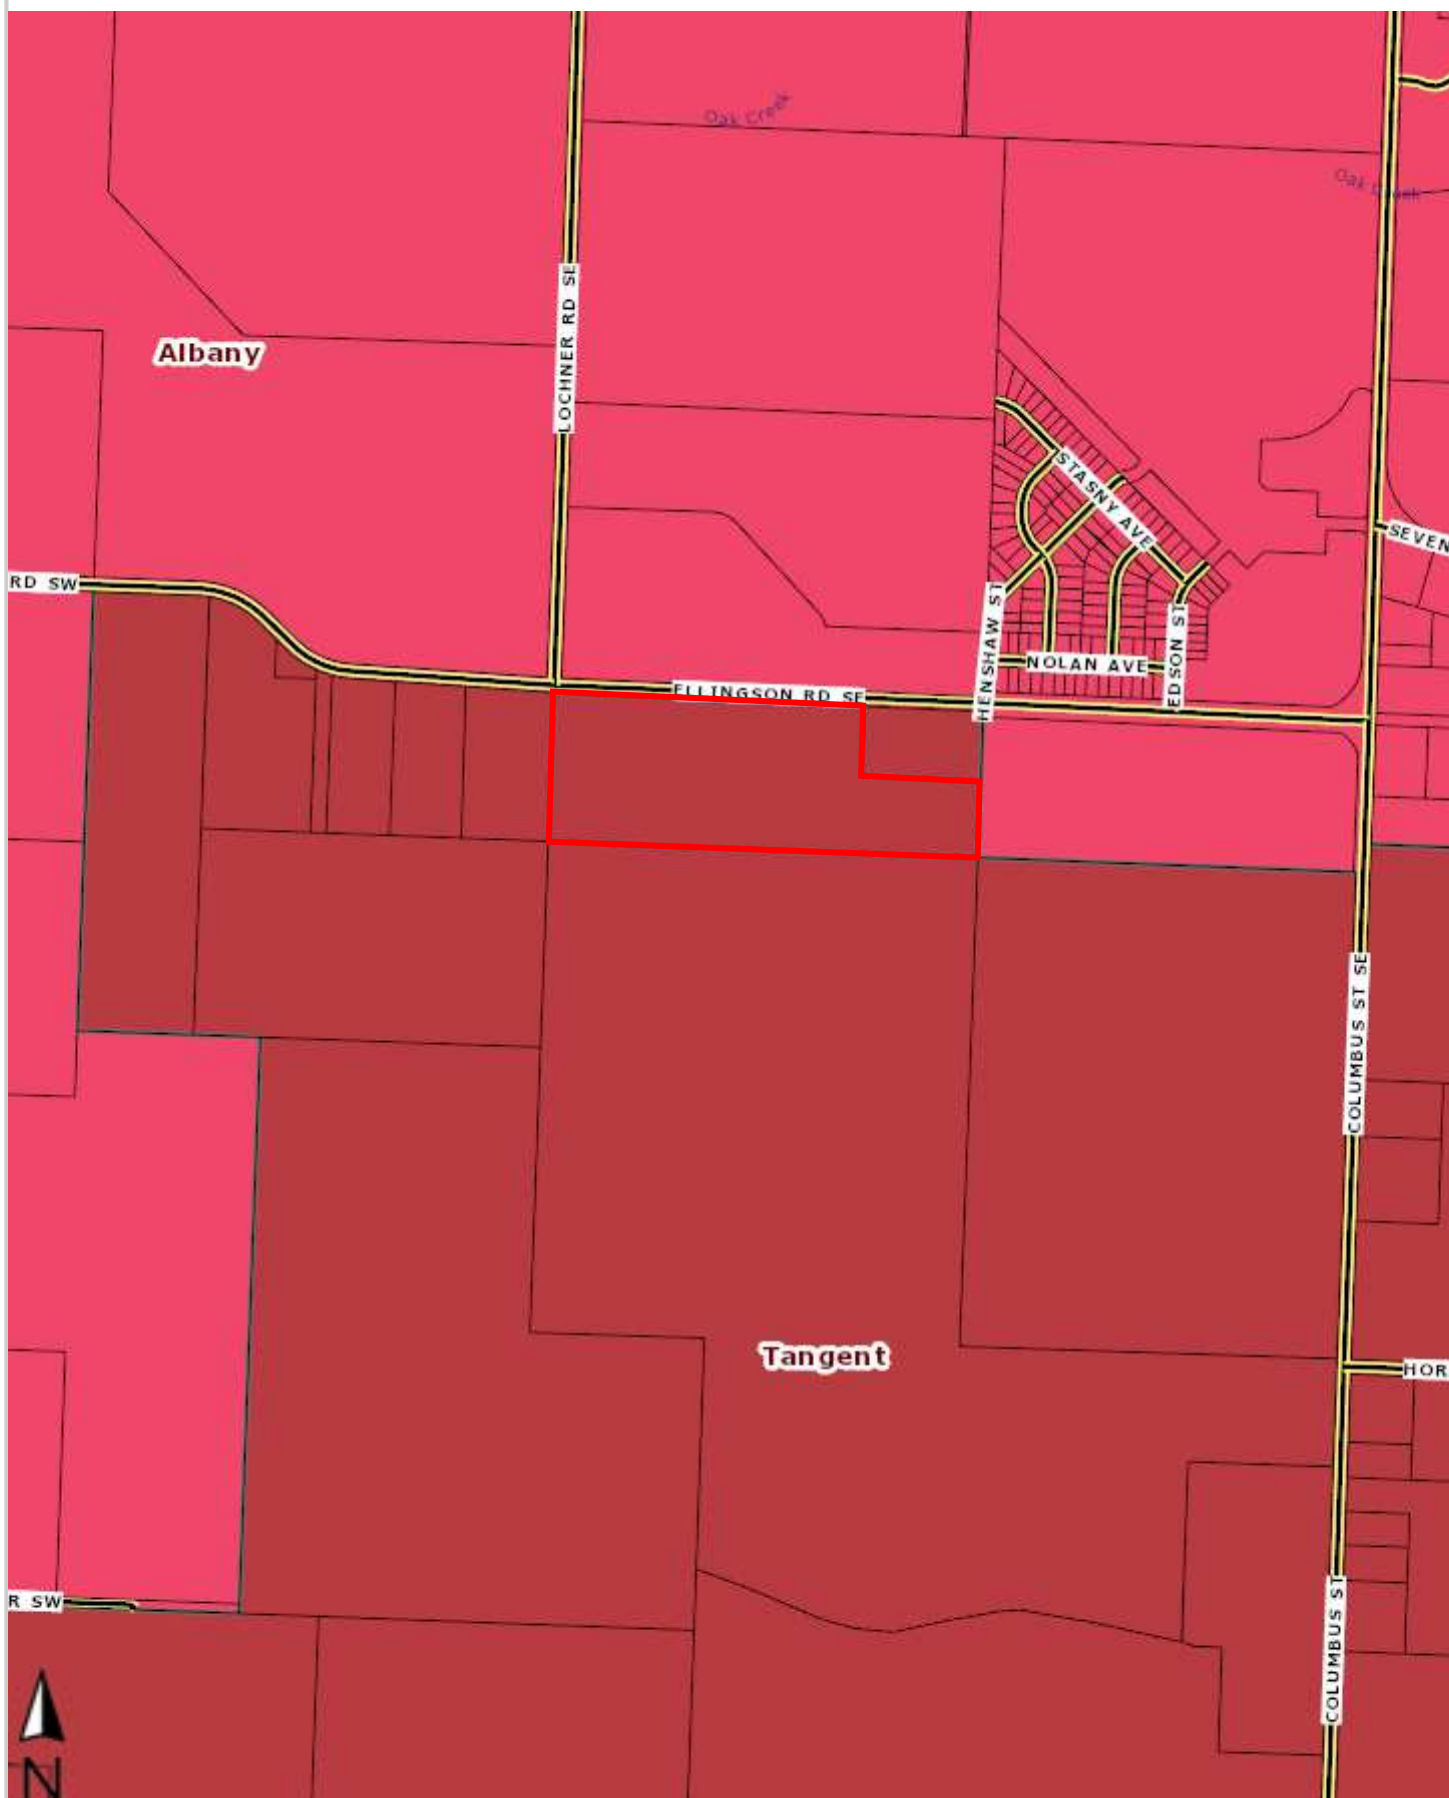 Oak Creek
Oak Creek
LOCHNER RD SE
Albany
STASNY AVE
SEVEN
RD SW
HENSHAW ST
EDSON ST
NOLAN AVE
ELLINGSON RD SE
COLUMBUS ST SE
Tangent
HOR
R SW
COLUMBUS ST
N